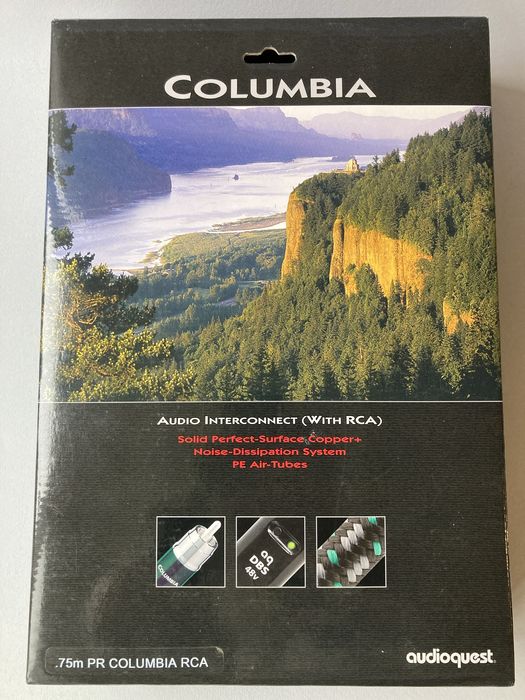 COLUMBIA
AUDIO INTERCONNECT (WITH RCA)
Solid Perfect-Surface Copper+
Noise-Dissipation System
PE Air-Tubes
COLUMBIA
aq
DBS
48V
.75m PR COLUMBIA RCA
audioquest.